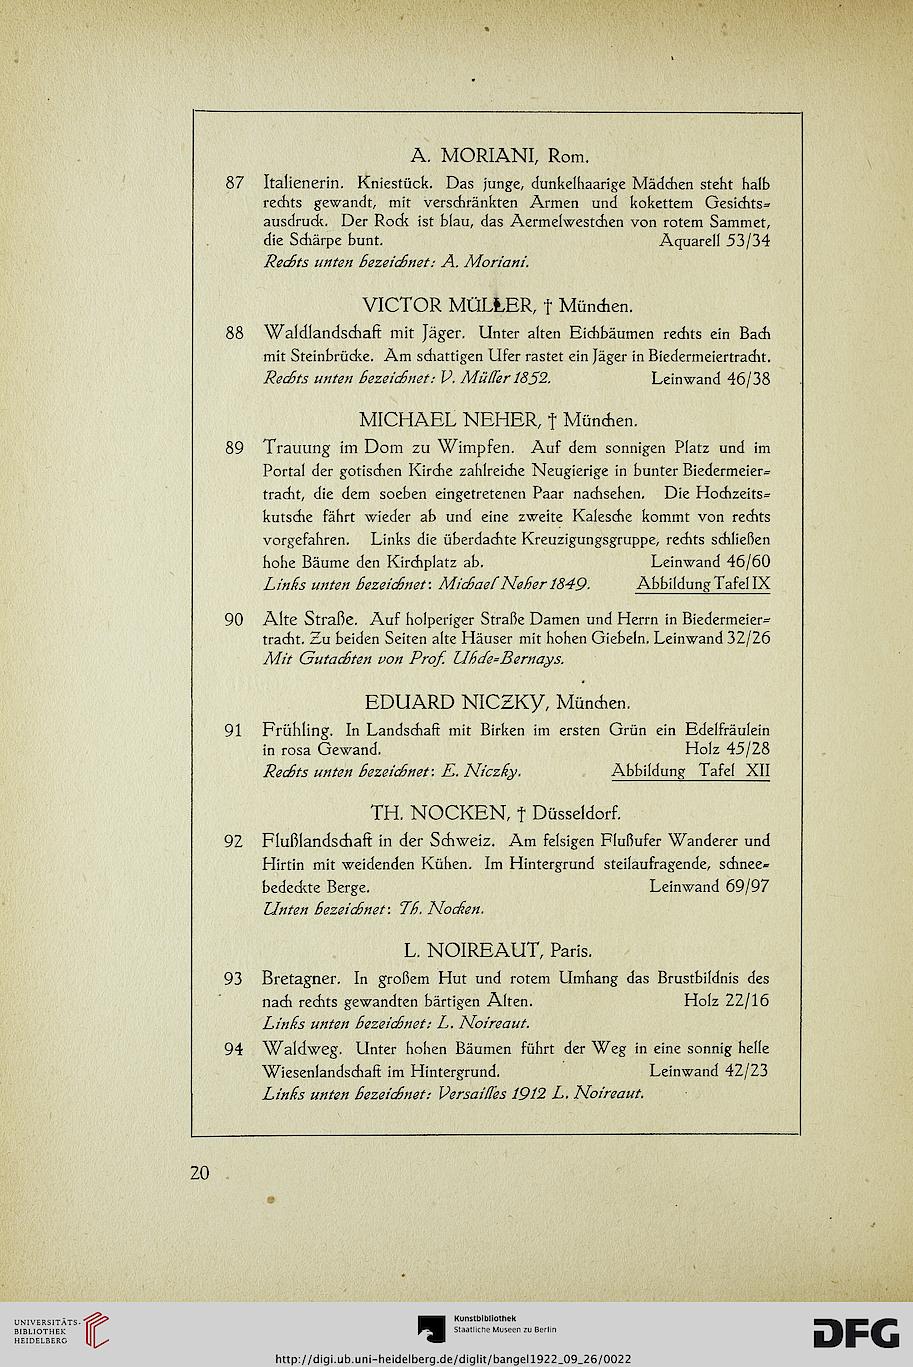 A. MORIANI, Rom.
87 Italienerin. Kniestück. Das junge, dunkelhaarige Mädchen steht halb
rechts gewandt, mit verschränkten Armen und kokettem Gesichts=
ausdruck. Der Rock ist blau, das Aermelwestchen von rotem Sammet,
die Schärpe bunt. Aquarell 53/34
Rechts unten bezeichnet: A. Moriani.
VICTOR MÜLLER, † München.
88 Waldlandschaft mit Jäger. Unter alten Eichbäumen rechts ein Bach
mit Steinbrücke. Am schattigen Ufer rastet ein Jäger in Biedermeiertracht.
Rechts unten bezeichnet: V. Müller 1852. Leinwand 46/38
MICHAEL NEHER, † München.
89 Trauung im Dom zu Wimpfen. Auf dem sonnigen Platz und im
Portal der gotischen Kirche zahlreiche Neugierige in bunter Biedermeier=
tracht, die dem soeben eingetretenen Paar nachsehen. Die Hochzeits=
kutsche fährt wieder ab und eine zweite Kalesche kommt von rechts
vorgefahren. Links die überdachte Kreuzigungsgruppe, rechts schließen
hohe Bäume den Kirchplatz ab. Leinwand 46/60
Links unten bezeichnet: Michael Neher 1849. Abbildung Tafel IX
90 Alte Straße. Auf holperiger Straße Damen und Herrn in Biedermeier=
tracht. Zu beiden Seiten alte Häuser mit hohen Giebeln. Leinwand 32/26
Mit Gutachten von Prof. Uhde=Bernays.
EDUARD NICZKY, München.
91 Frühling. In Landschaft mit Birken im ersten Grün ein Edelfräulein
in rosa Gewand. Holz 45/28
Rechts unten bezeichnet: E. Niczky. Abbildung Tafel XII
TH. NOCKEN, † Düsseldorf.
92 Flußlandschaft in der Schweiz. Am felsigen Flußufer Wanderer und
Hirtin mit weidenden Kühen. Im Hintergrund steilaufragende, schnee=
bedeckte Berge. Leinwand 69/97
Unten bezeichnet: Th. Nocken.
L. NOIREAUT, Paris.
93 Bretagner. In großem Hut und rotem Umhang das Brustbildnis des
nach rechts gewandten bärtigen Alten. Holz 22/16
Links unten bezeichnet: L. Noireaut.
94 Waldweg. Unter hohen Bäumen führt der Weg in eine sonnig helle
Wiesenlandschaft im Hintergrund. Leinwand 42/23
Links unten bezeichnet: Versailles 1912 L. Noireaut.
20
UNIVERSITÄTS-
BIBLIOTHEK
HEIDELBERG
Kunstbibliothek
Staatliche Museen zu Berlin
DFG
http://digi.ub.uni-heidelberg.de/diglit/bangel1922_09_26/0022